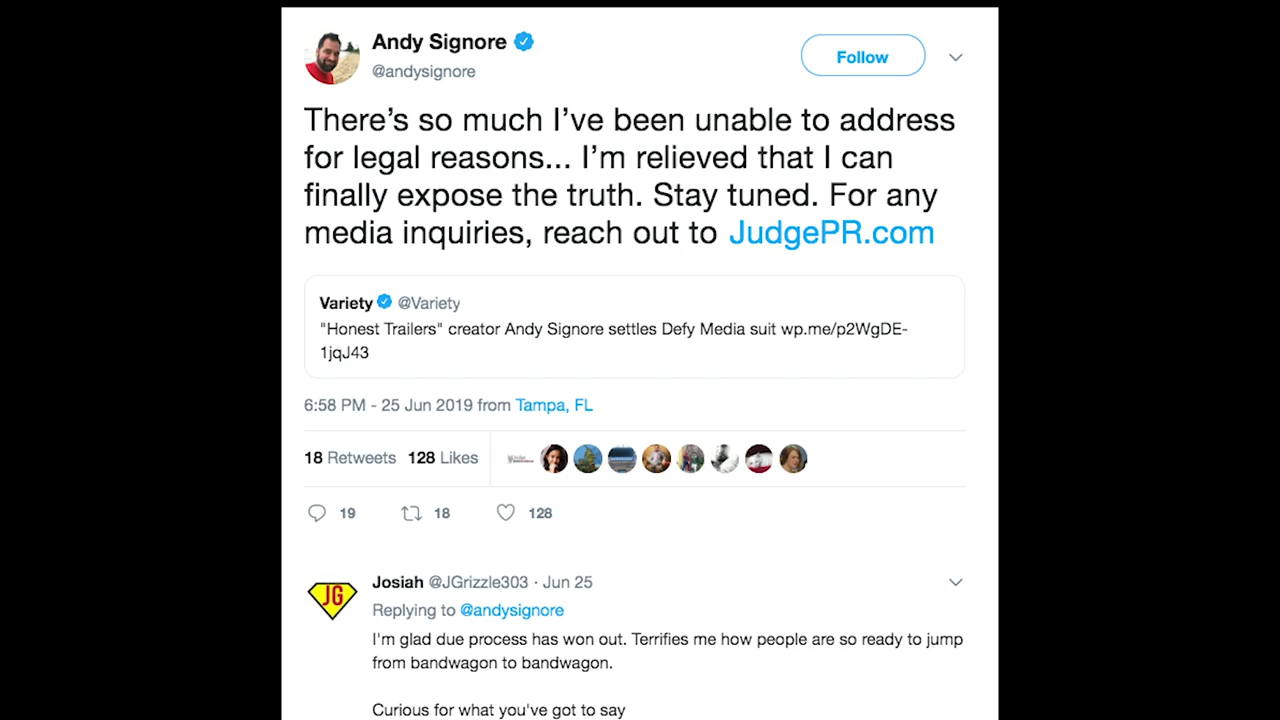 Andy Signore
@andysignore
Follow
There’s so much I’ve been unable to address
for legal reasons... I’m relieved that I can
finally expose the truth. Stay tuned. For any
media inquiries, reach out to JudgePR.com
Variety @Variety
"Honest Trailers" creator Andy Signore settles Defy Media suit wp.me/p2WgDE-
1jqJ43
6:58 PM - 25 Jun 2019 from Tampa, FL
18 Retweets 128 Likes
19 18 128
JG
Josiah @JGrizzle303 · Jun 25
Replying to @andysignore
I'm glad due process has won out. Terrifies me how people are so ready to jump
from bandwagon to bandwagon.
Curious for what you've got to say